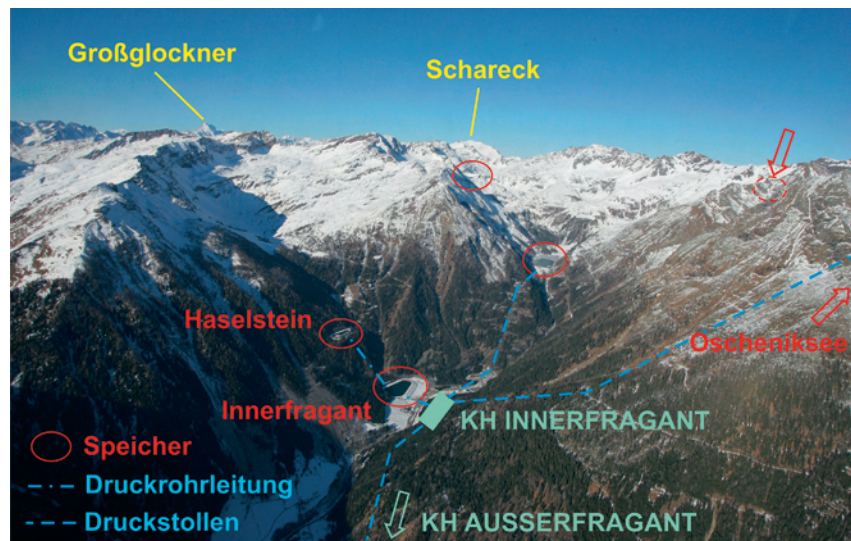 Großglockner
Schareck
Haselstein
Oscheniksee
Innerfragant
KH INNERFRAGANT
Speicher
Druckrohrleitung
Druckstollen
KH AUSSERFRAGANT